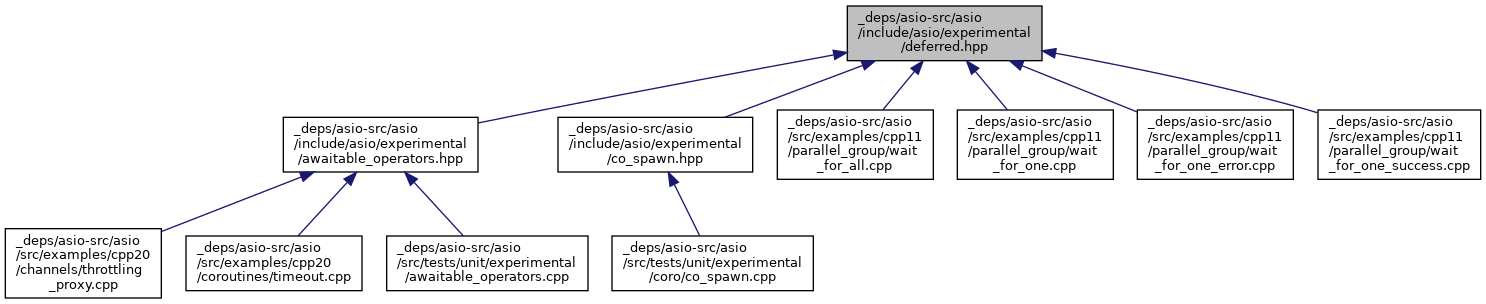 _deps/asio-src/asio
/include/asio/experimental
/deferred.hpp
_deps/asio-src/asio
/include/asio/experimental
/awaitable_operators.hpp
_deps/asio-src/asio
/include/asio/experimental
/co_spawn.hpp
_deps/asio-src/asio
/src/examples/cpp11
/parallel_group/wait
_for_all.cpp
_deps/asio-src/asio
/src/examples/cpp11
/parallel_group/wait
_for_one.cpp
_deps/asio-src/asio
/src/examples/cpp11
/parallel_group/wait
_for_one_error.cpp
_deps/asio-src/asio
/src/examples/cpp11
/parallel_group/wait
_for_one_success.cpp
_deps/asio-src/asio
/src/examples/cpp20
/channels/throttling
_proxy.cpp
_deps/asio-src/asio
/src/examples/cpp20
/coroutines/timeout.cpp
_deps/asio-src/asio
/src/tests/unit/experimental
/awaitable_operators.cpp
_deps/asio-src/asio
/src/tests/unit/experimental
/coro/co_spawn.cpp